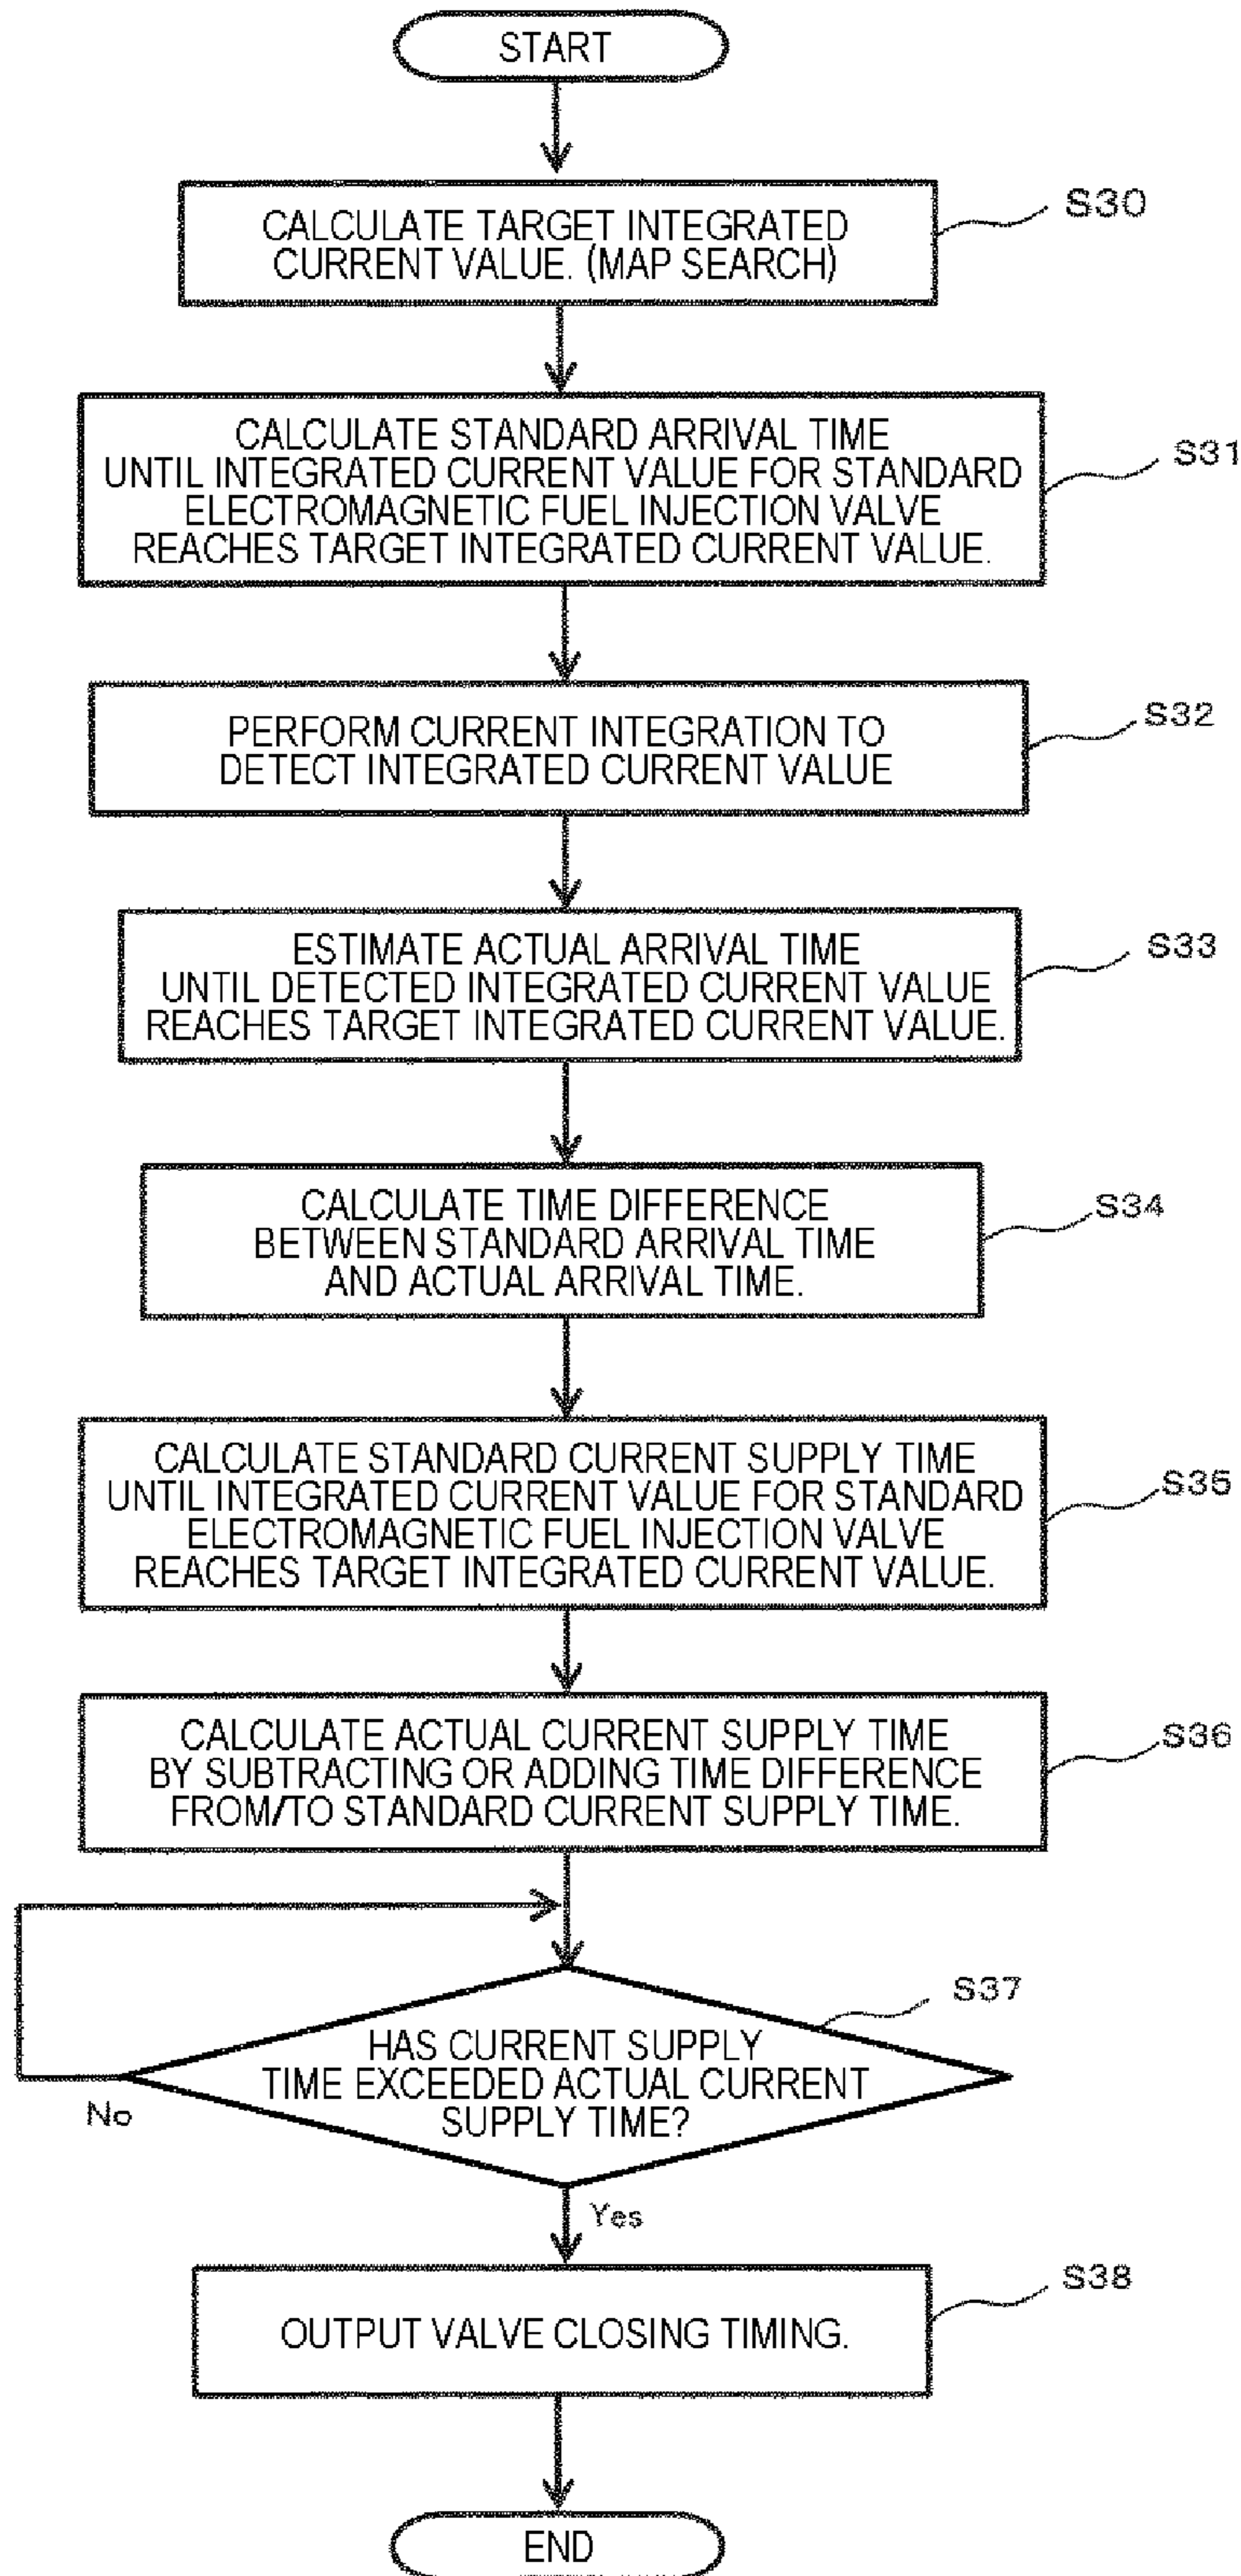 START
CALCULATE TARGET INTEGRATED
CURRENT VALUE. (MAP SEARCH)
S30
CALCULATE STANDARD ARRIVAL TIME
UNTIL INTEGRATED CURRENT VALUE FOR STANDARD
ELECTROMAGNETIC FUEL INJECTION VALVE
REACHES TARGET INTEGRATED CURRENT VALUE.
S31
PERFORM CURRENT INTEGRATION TO
DETECT INTEGRATED CURRENT VALUE
S32
ESTIMATE ACTUAL ARRIVAL TIME
UNTIL DETECTED INTEGRATED CURRENT VALUE
REACHES TARGET INTEGRATED CURRENT VALUE.
S33
CALCULATE TIME DIFFERENCE
BETWEEN STANDARD ARRIVAL TIME
AND ACTUAL ARRIVAL TIME.
S34
CALCULATE STANDARD CURRENT SUPPLY TIME
UNTIL INTEGRATED CURRENT VALUE FOR STANDARD
ELECTROMAGNETIC FUEL INJECTION VALVE
REACHES TARGET INTEGRATED CURRENT VALUE.
S35
CALCULATE ACTUAL CURRENT SUPPLY TIME
BY SUBTRACTING OR ADDING TIME DIFFERENCE
FROM/TO STANDARD CURRENT SUPPLY TIME.
S36
HAS CURRENT SUPPLY
TIME EXCEEDED ACTUAL CURRENT
SUPPLY TIME?
S37
No
Yes
OUTPUT VALVE CLOSING TIMING.
S38
END